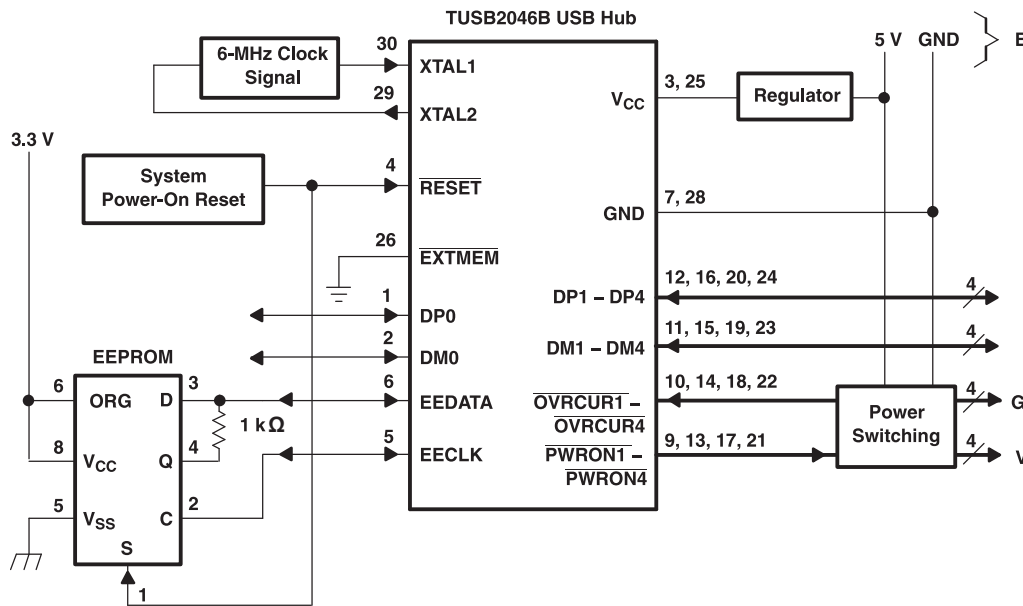 TUSB2046B USB Hub
6-MHz Clock
Signal
30
XTAL1
29
XTAL2
3.3 V
System
Power-On Reset
4
RESET
26
EXTMEM
1
DP0
2
DM0
6
EEDATA
5
EECLK
EEPROM
6
ORG
D
3
1 kΩ
8
VCC
Q
4
5
VSS
C
2
S
1
5 V
GND
VCC
3, 25
Regulator
GND
7, 28
DP1 – DP4
12, 16, 20, 24
4
DM1 – DM4
11, 15, 19, 23
4
OVRCUR1 –
OVRCUR4
10, 14, 18, 22
PWRON1 –
PWRON4
9, 13, 17, 21
Power
Switching
4
G
4